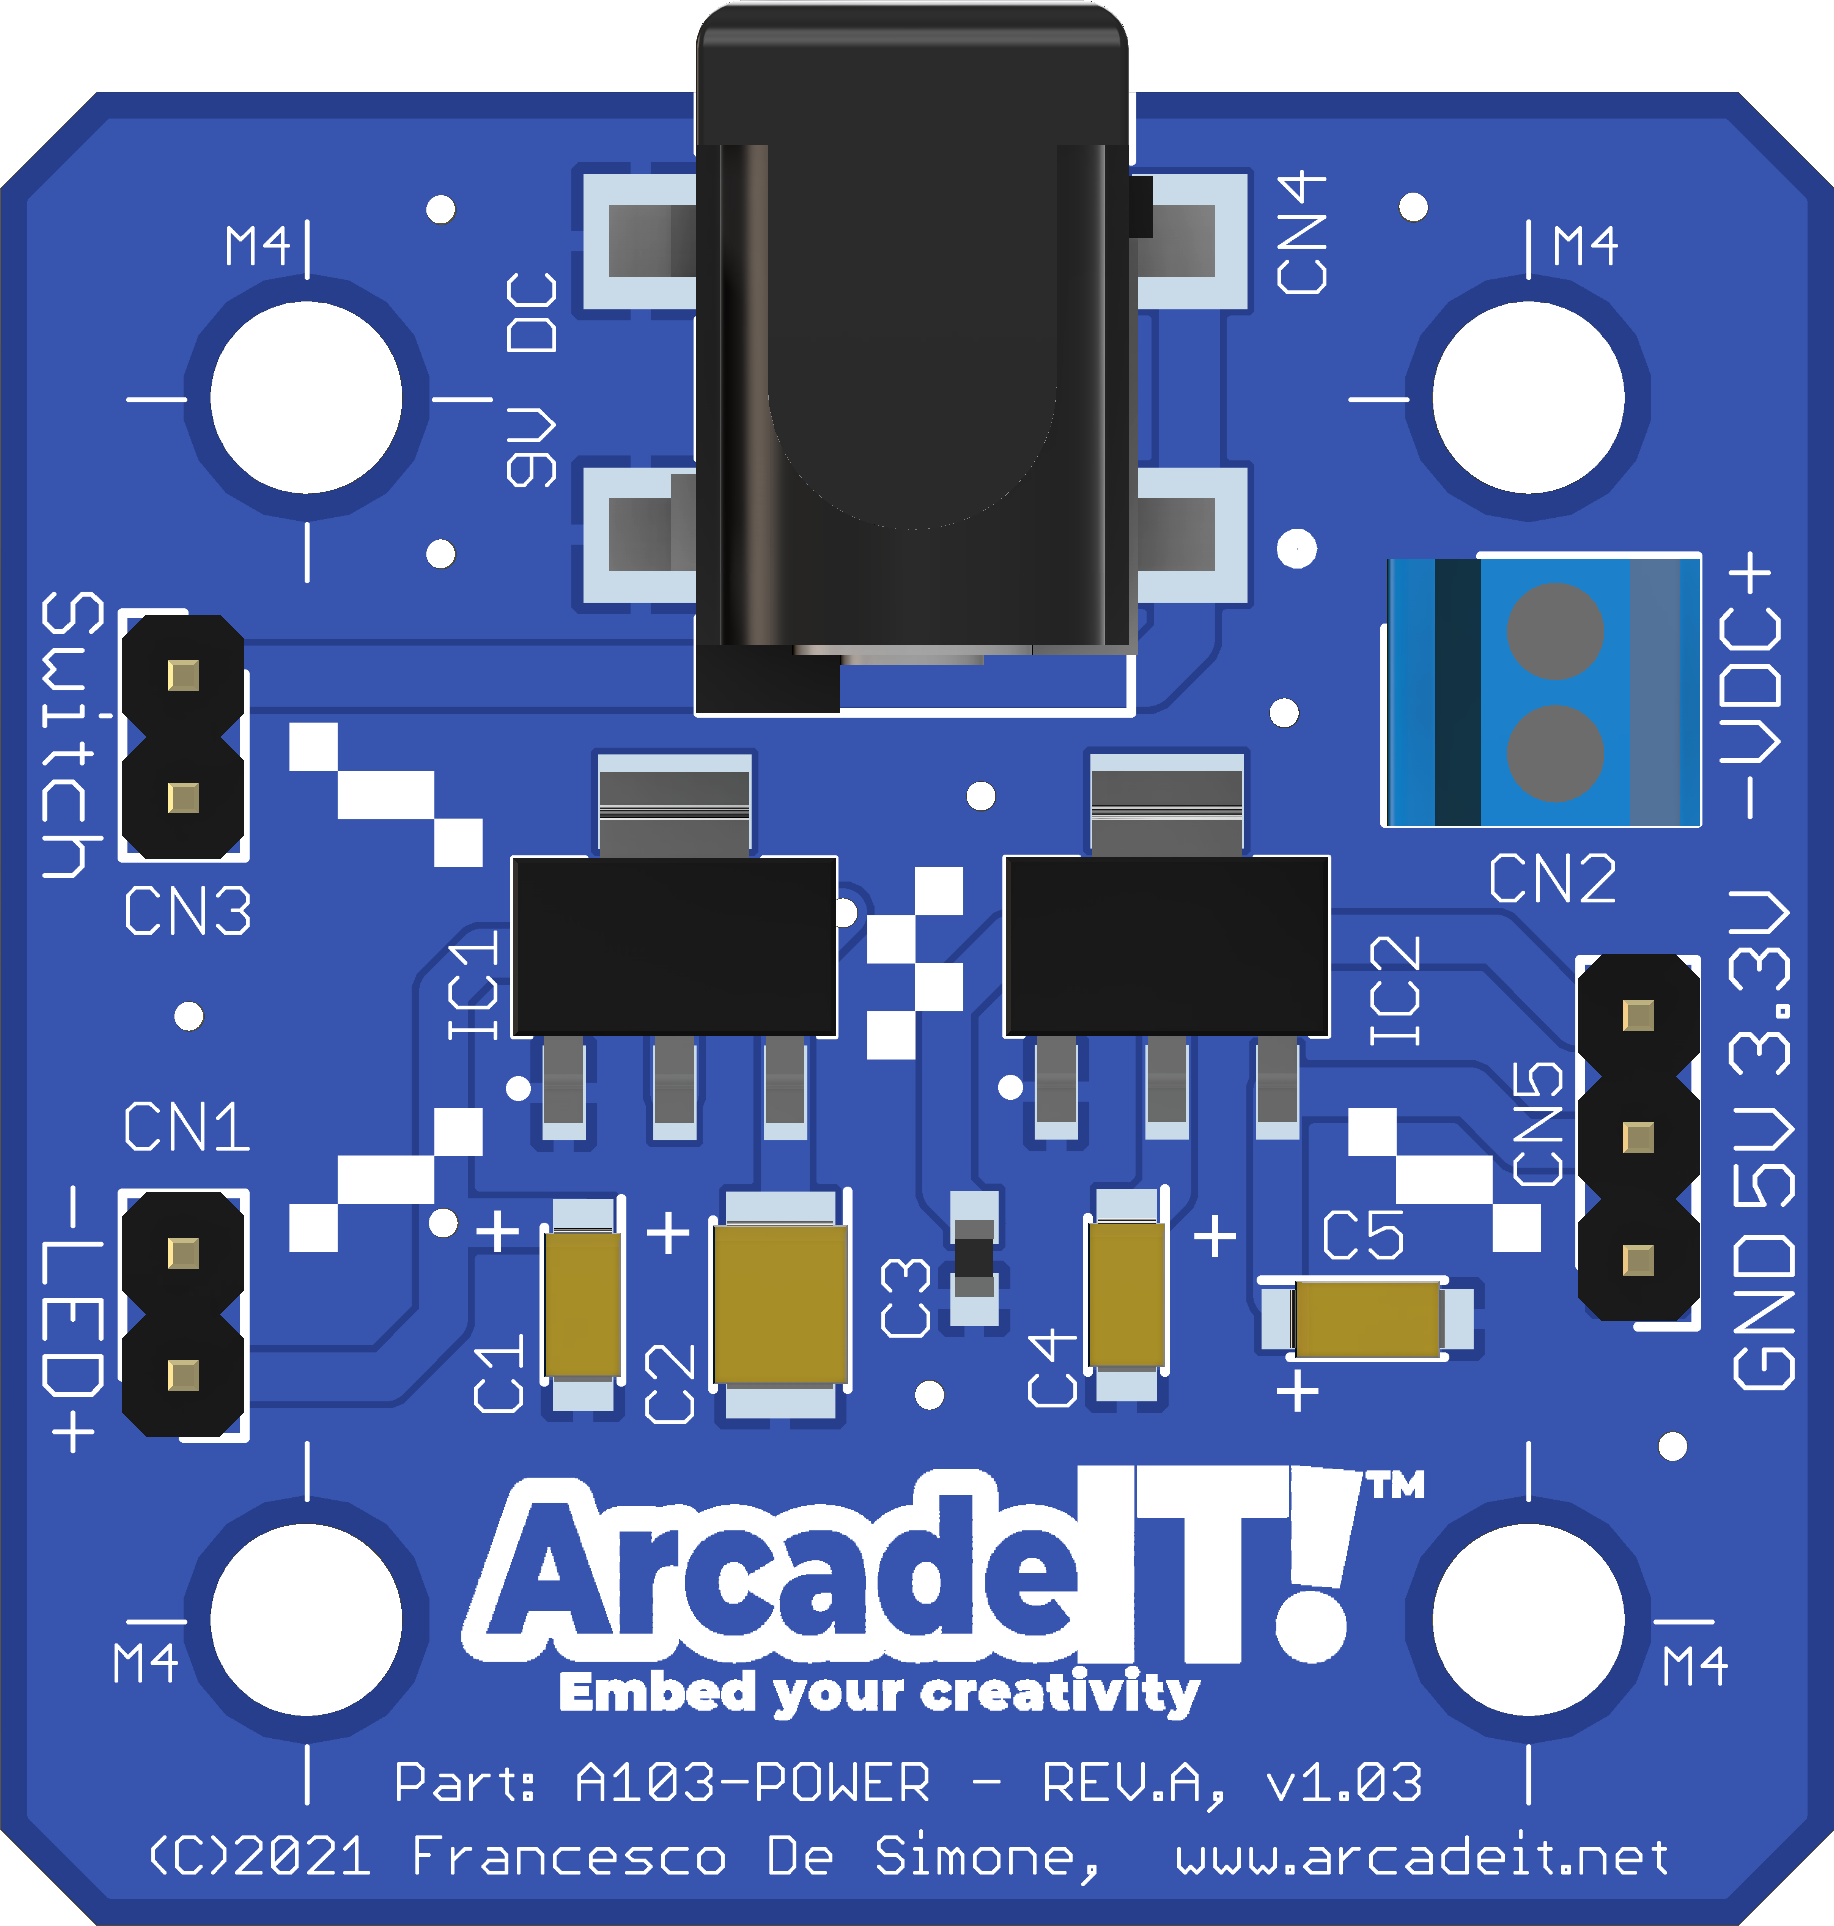 M4
CN4
M4
9V DC
Switch
-VDC+
CN3
CN2
IC1
IC2
CN1
CN5
GND 5V 3.3V
-LED+
+
+
+
C5
C3
C1
C2
C4
+
ArcadeIT!™
Embed your creativity
M4
M4
Part: A103-POWER - REV.A, v1.03
(C)2021 Francesco De Simone, www.arcadeit.net